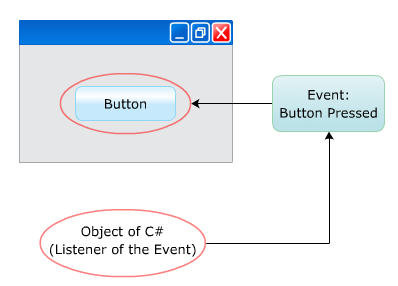 Button
Event:
Button Pressed
Object of C#
(Listener of the Event)